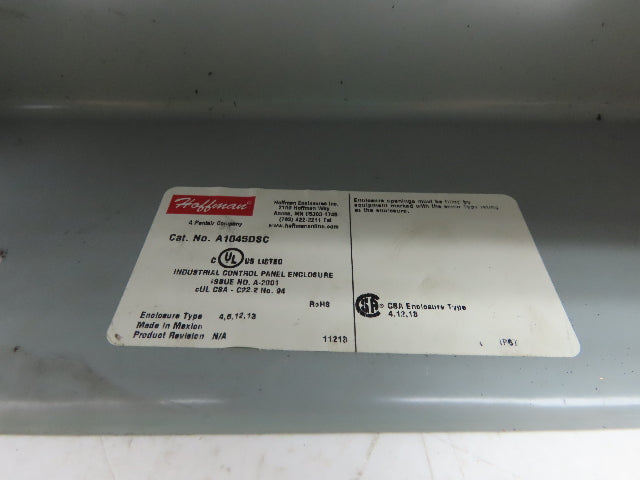 Hoffman
A Pentair Company
Hoffman Enclosures Inc.
2100 Hoffman Way
Anoka, MN 55303-1745
(763) 422-2211 Tel
www.hoffmanonline.com
Cat. No. A1045DSC
C UL US LISTED
INDUSTRIAL CONTROL PANEL ENCLOSURE
ISSUE NO. A-2001
cUL CSA - C22.2 No. 94
RoHS
Enclosure Type 4,6,12,13
Made in Mexico
Product Revision N/A
11213
Enclosure openings must be filled by
equipment marked with the same Type rating
as the enclosure.
CSA Enclosure Type
4,12,13